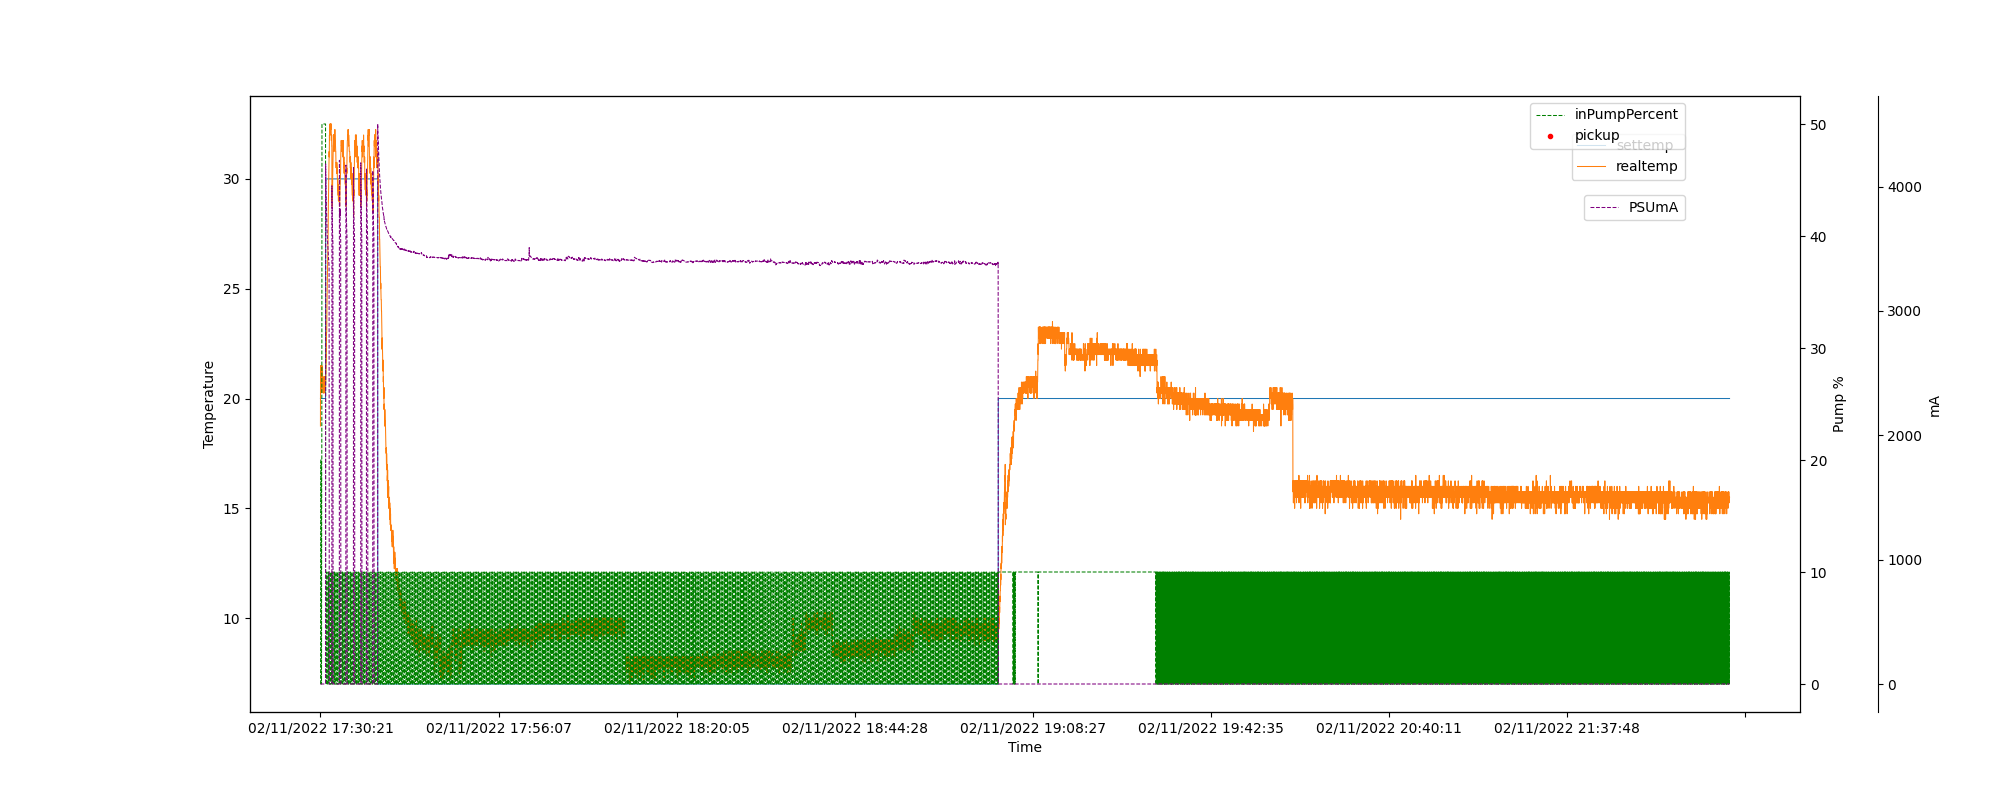 inPumpPercent
pickup
settemp
realtemp
PSUmA
30
25
20
15
10
Temperature
50
40
30
20
10
0
Pump %
4000
3000
2000
1000
0
mA
02/11/2022 17:30:21
02/11/2022 17:56:07
02/11/2022 18:20:05
02/11/2022 18:44:28
02/11/2022 19:08:27
02/11/2022 19:42:35
02/11/2022 20:40:11
02/11/2022 21:37:48
Time